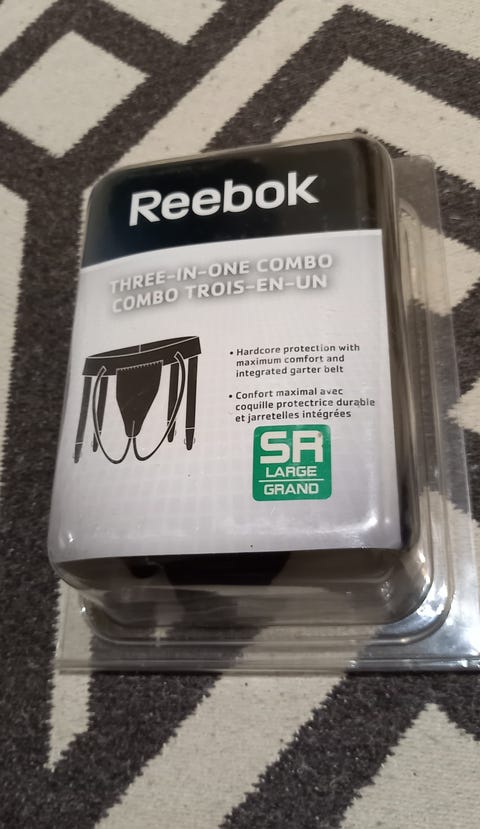 Reebok
THREE-IN-ONE COMBO
COMBO TROIS-EN-UN
• Hardcore protection with
maximum comfort and
integrated garter belt
• Confort maximal avec
coquille protectrice durable
et jarretelles intégrées
SR
LARGE
GRAND